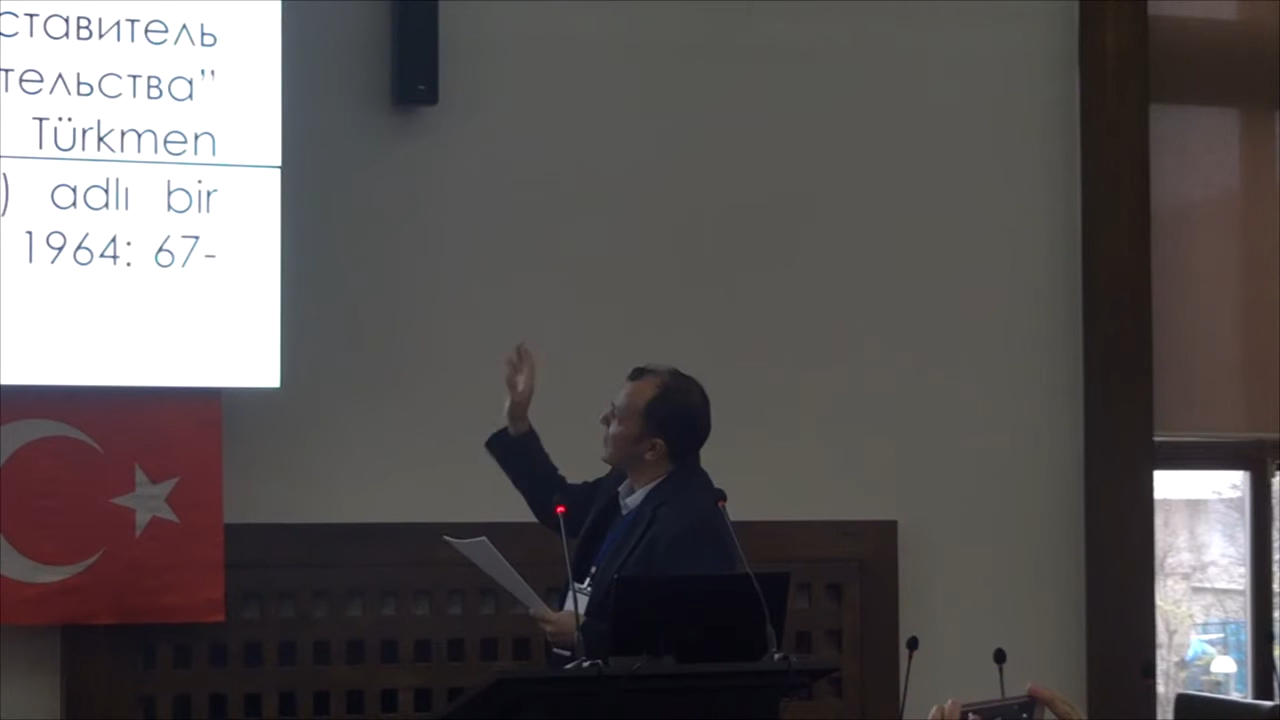 ставитель
тельства”
Türkmen
) adlı bir
1964: 67-